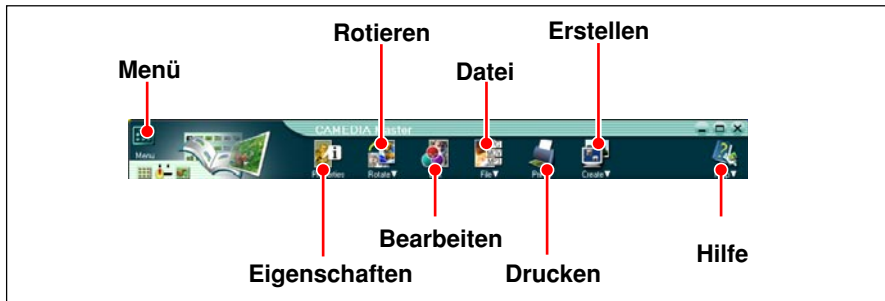 Rotieren
Erstellen
Menü
Datei
CAMEDIA Master
Menu
Rotate▼
File▼
Create▼
Bearbeiten
Hilfe
Eigenschaften
Drucken